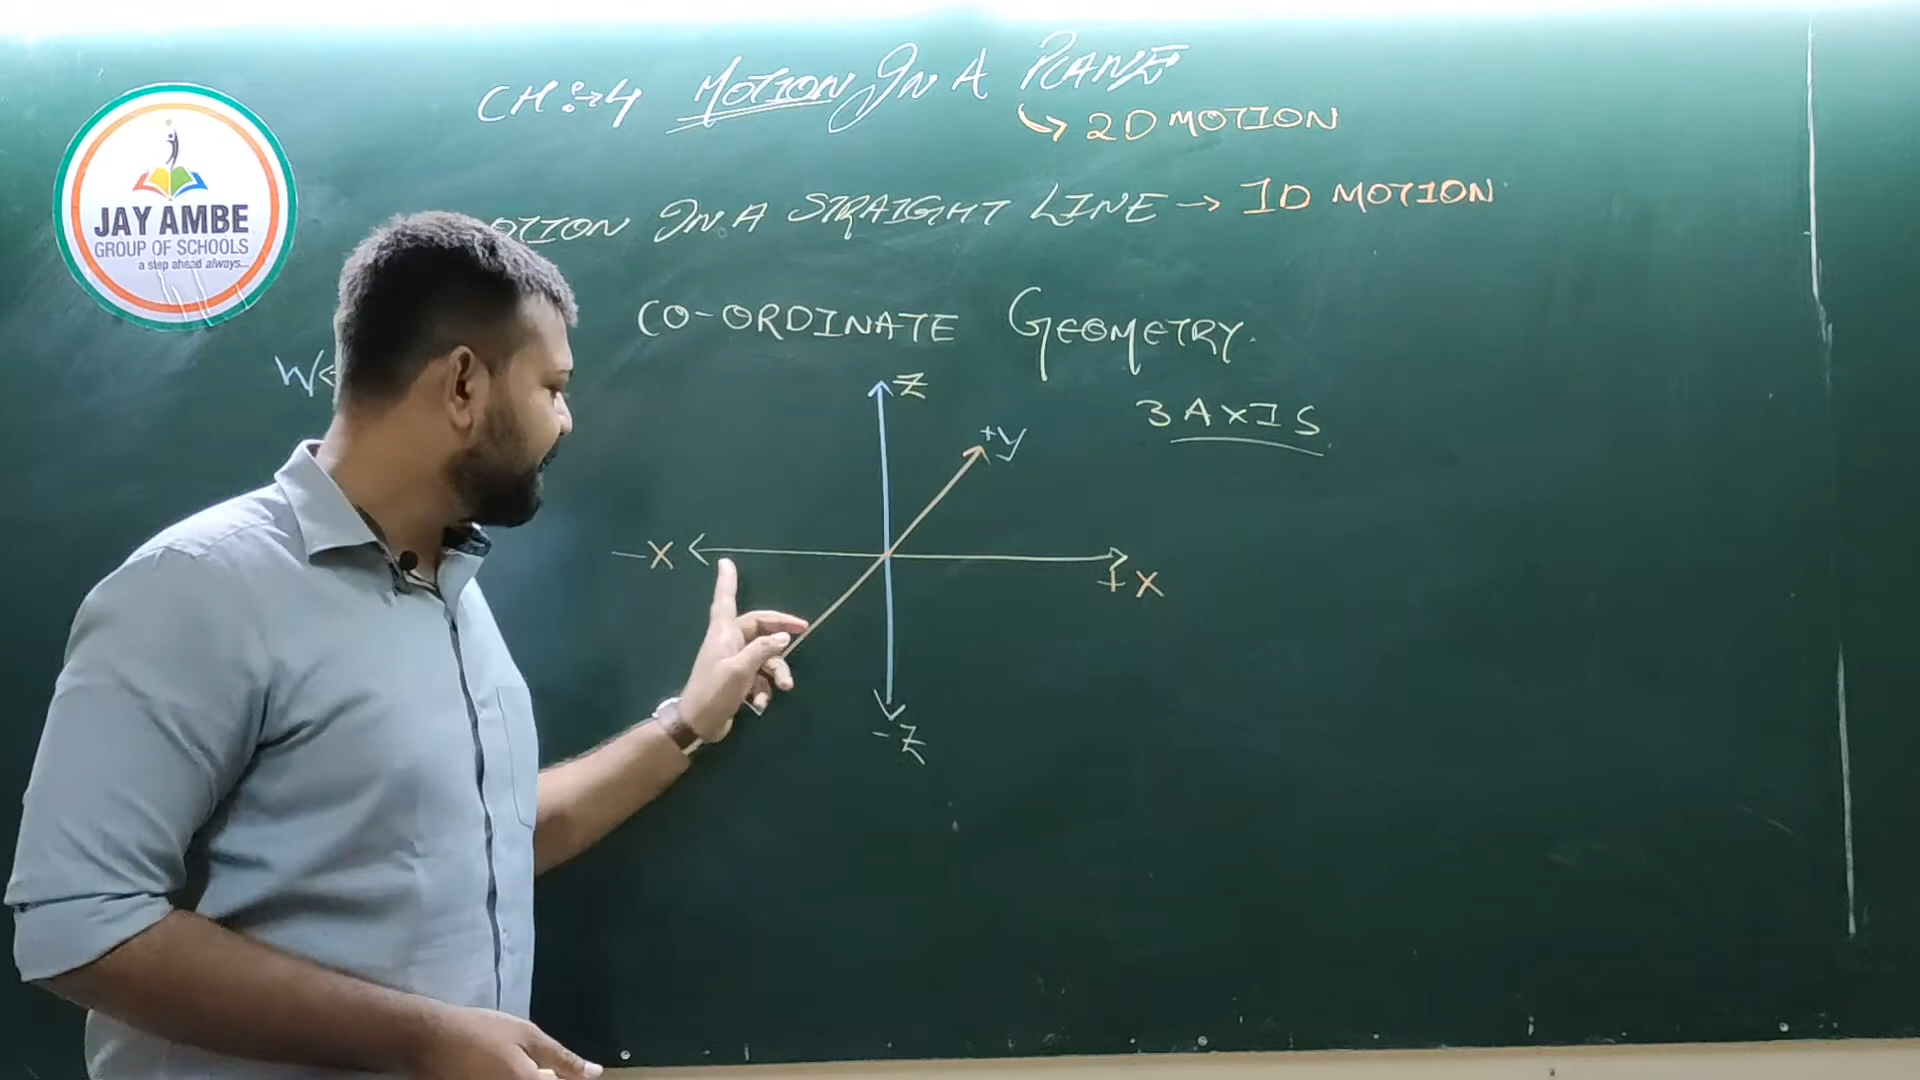 CH:→4 MOTION IN A PLANE
↳ 2D MOTION
JAY AMBE
GROUP OF SCHOOLS
a step ahead always...
OTION IN A STRAIGHT LINE → 1D MOTION
CO-ORDINATE GEOMETRY.
W←
Z
3 AXIS
+y
-X
+X
-Z